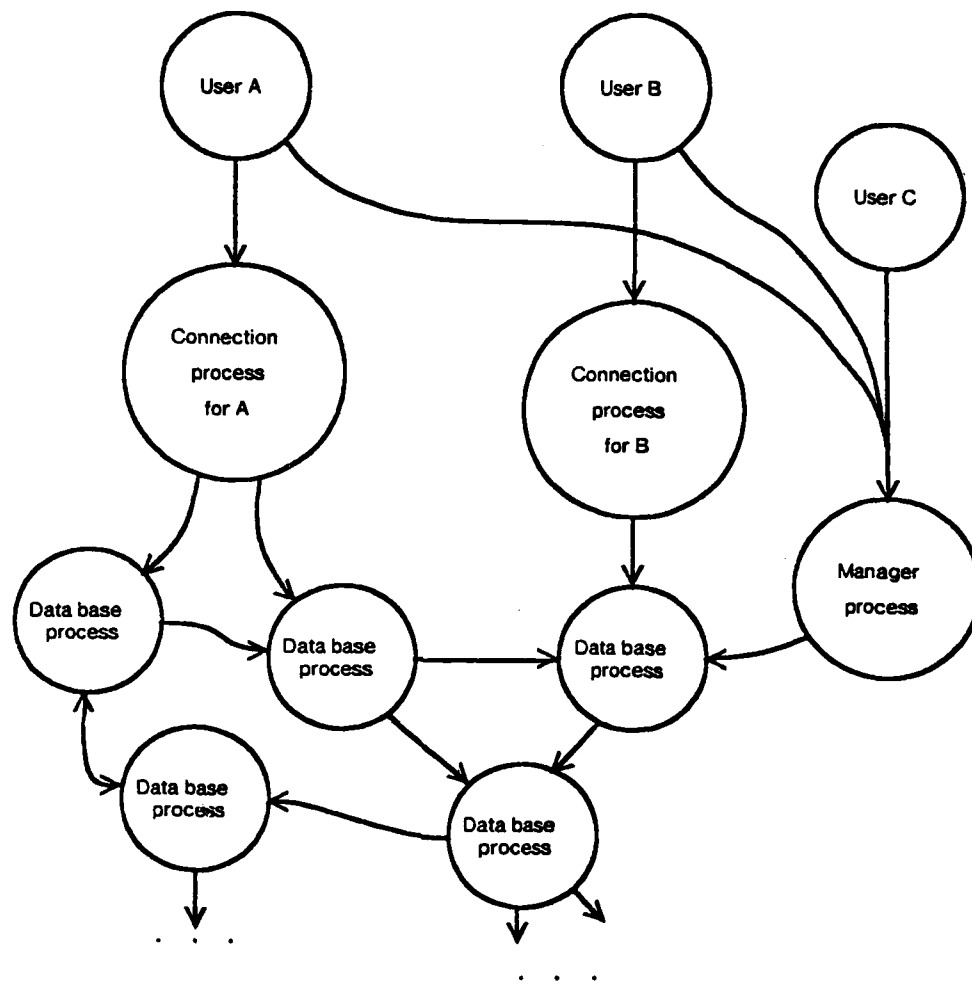 User A
User B
User C
Connection
process
for A
Connection
process
for B
Manager
process
Data base
process
Data base
process
Data base
process
Data base
process
Data base
process
. . .
. . .